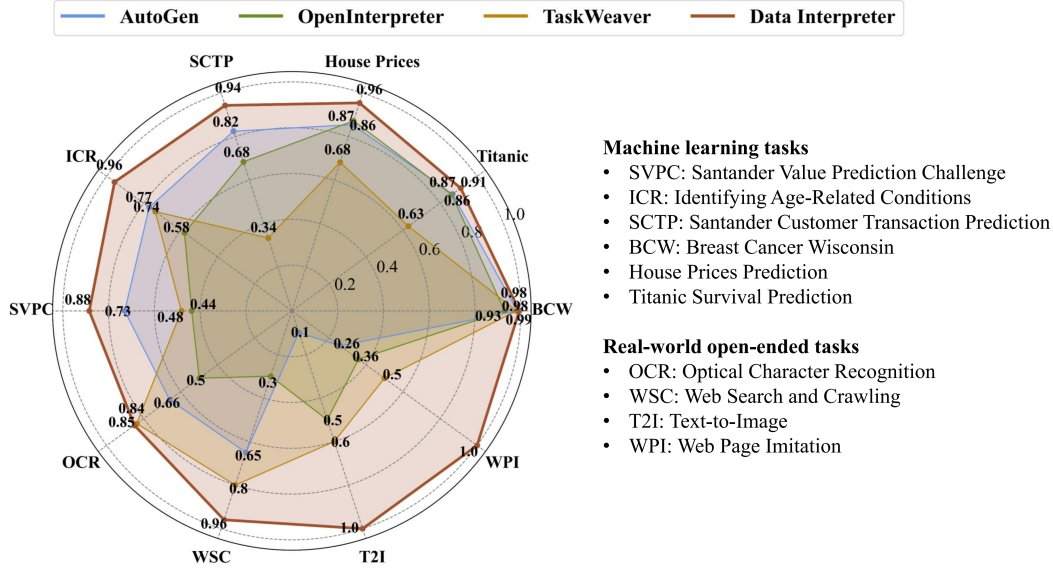 AutoGen OpenInterpreter TaskWeaver Data Interpreter
SCTP House Prices
0.94 0.96
0.82 0.87
0.86
0.68 0.68
ICR 0.96 Titanic
0.87 0.91
0.86
0.77
0.74
0.58 0.34 0.63 1.0
0.8
0.6
0.4
0.2
SVPC 0.88 0.73 0.48 0.44 0.93 0.98 BCW
0.98
0.99
0.1 0.26
0.36
0.5 0.3 0.5
0.84 0.66
0.85
0.5
0.6
OCR 0.65 1.0 WPI
0.8
0.96 1.0
WSC T2I
Machine learning tasks
• SVPC: Santander Value Prediction Challenge
• ICR: Identifying Age-Related Conditions
• SCTP: Santander Customer Transaction Prediction
• BCW: Breast Cancer Wisconsin
• House Prices Prediction
• Titanic Survival Prediction
Real-world open-ended tasks
• OCR: Optical Character Recognition
• WSC: Web Search and Crawling
• T2I: Text-to-Image
• WPI: Web Page Imitation